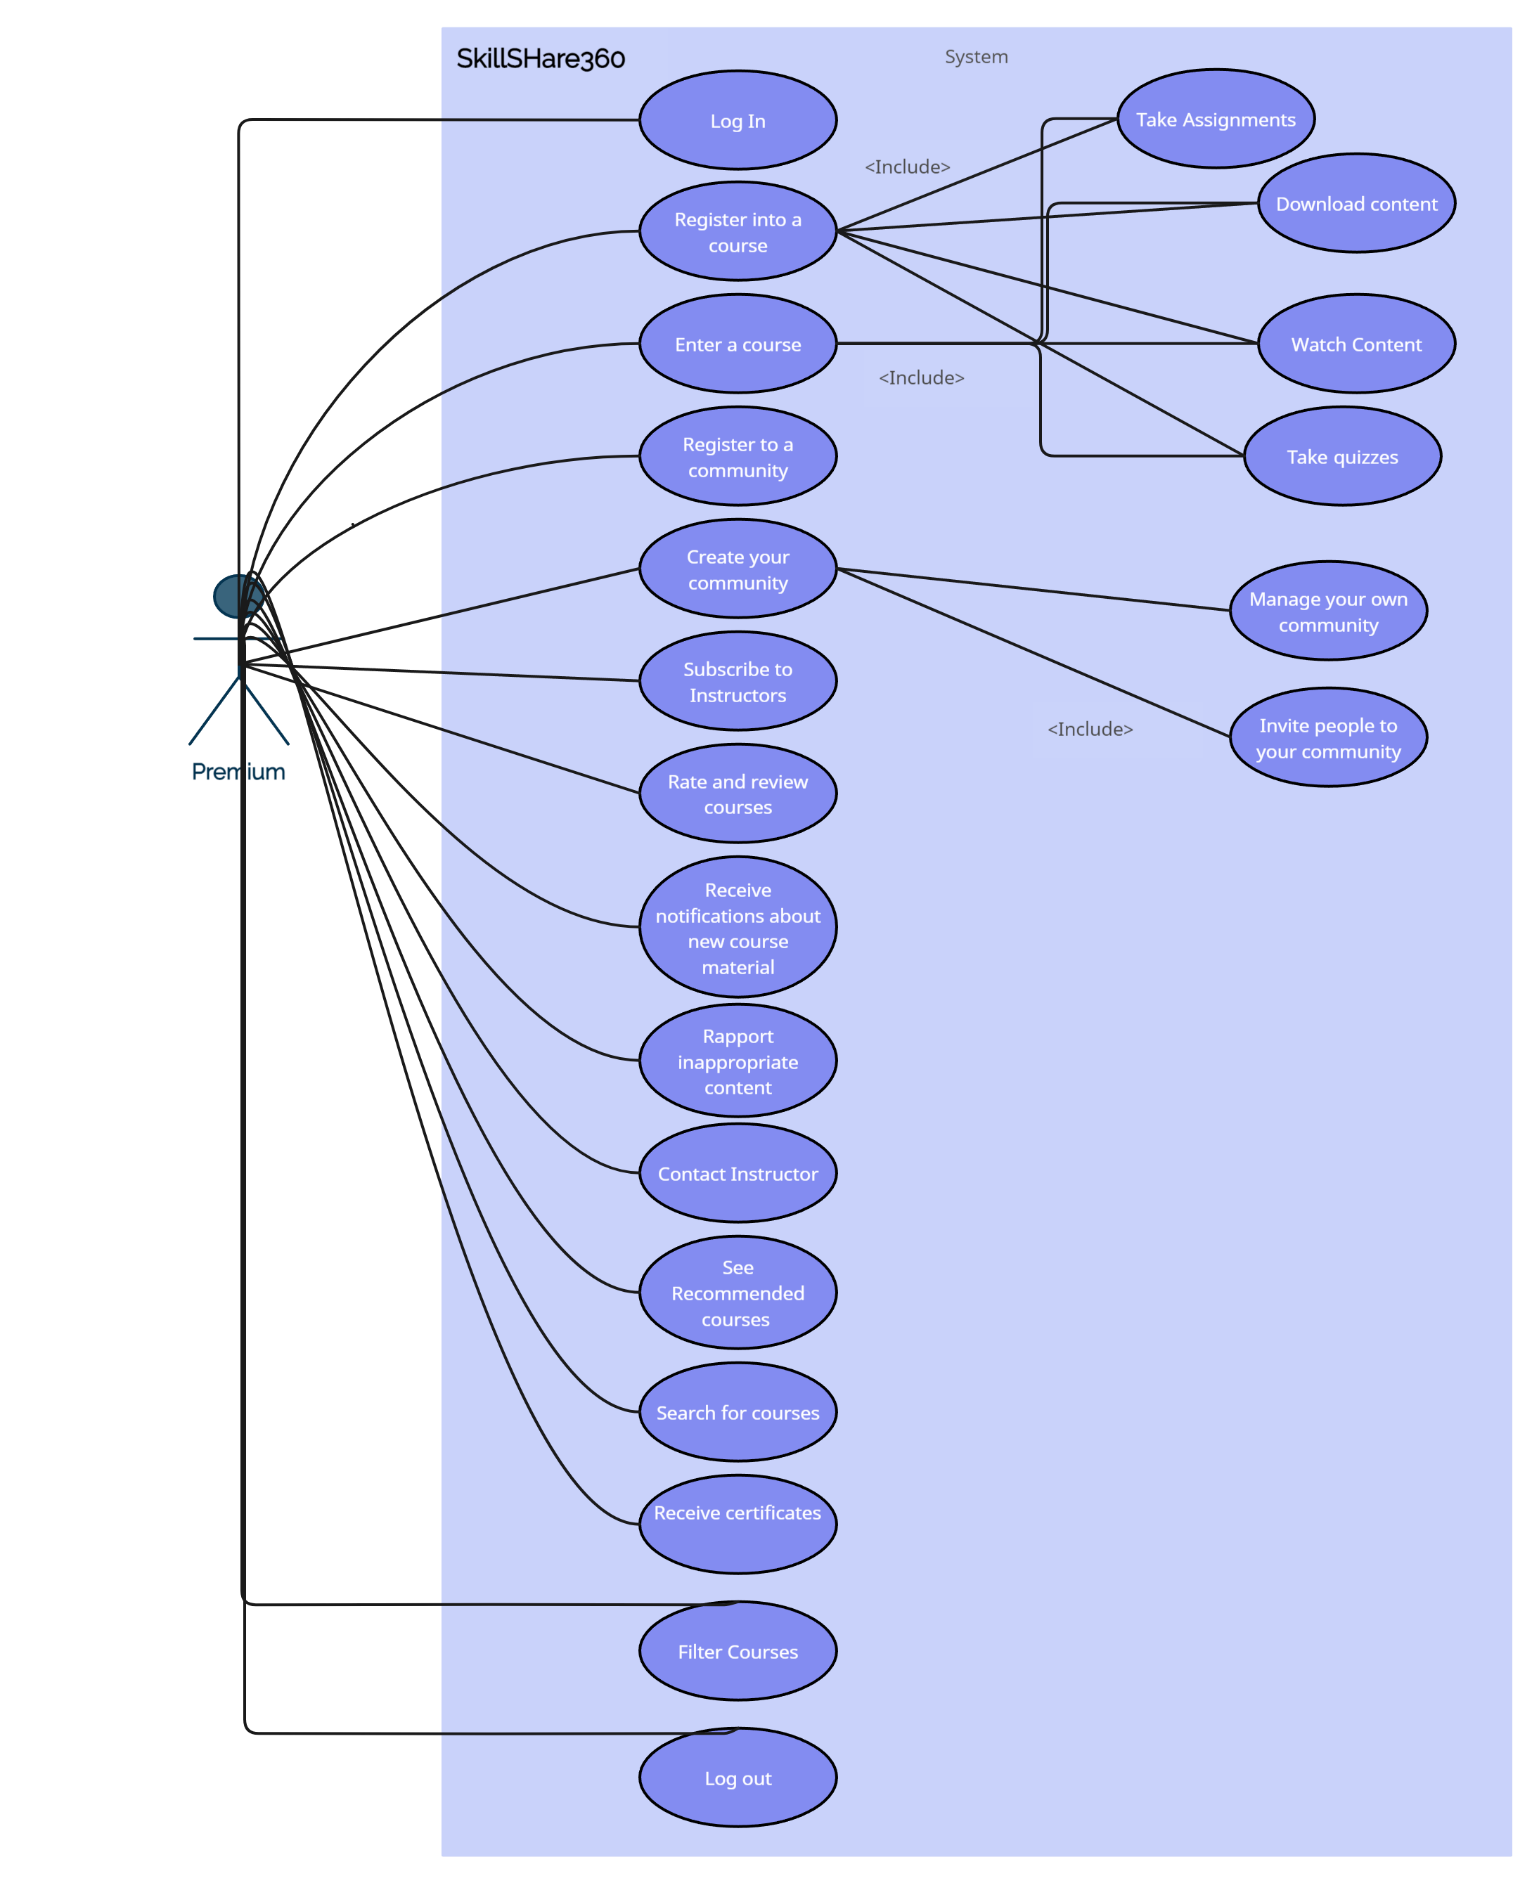 SkillSHare360
System
Log In
Take Assignments
<Include>
Download content
Register into a
course
Enter a course
Watch Content
<Include>
Register to a
community
Take quizzes
Create your
community
Manage your own
community
Subscribe to
Instructors
<Include>
Invite people to
your community
Premium
Rate and review
courses
Receive
notifications about
new course
material
Rapport
inappropriate
content
Contact Instructor
See
Recommended
courses
Search for courses
Receive certificates
Filter Courses
Log out